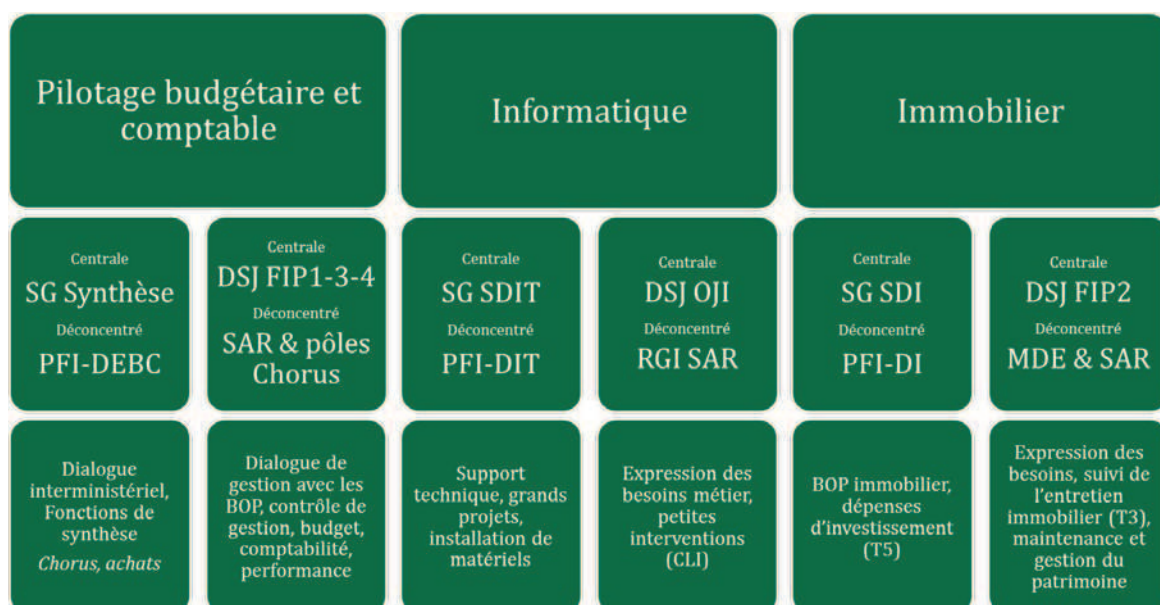 Pilotage budgétaire et
comptable
Informatique
Immobilier
Centrale
SG Synthèse
Déconcentré
PFI-DEBC
Centrale
DSJ FIP1-3-4
Déconcentré
SAR & pôles
Chorus
Centrale
SG SDIT
Déconcentré
PFI-DIT
Centrale
DSJ OJI
Déconcentré
RGI SAR
Centrale
SG SDI
Déconcentré
PFI-DI
Centrale
DSJ FIP2
Déconcentré
MDE & SAR
Dialogue
interministériel,
Fonctions de
synthèse
Chorus, achats
Dialogue de
gestion avec les
BOP, contrôle de
gestion, budget,
comptabilité,
performance
Support
technique, grands
projets,
installation de
matériels
Expression des
besoins métier,
petites
interventions
(CLI)
BOP immobilier,
dépenses
d'investissement
(T5)
Expression des
besoins, suivi de
l'entretien
immobilier (T3),
maintenance et
gestion du
patrimoine